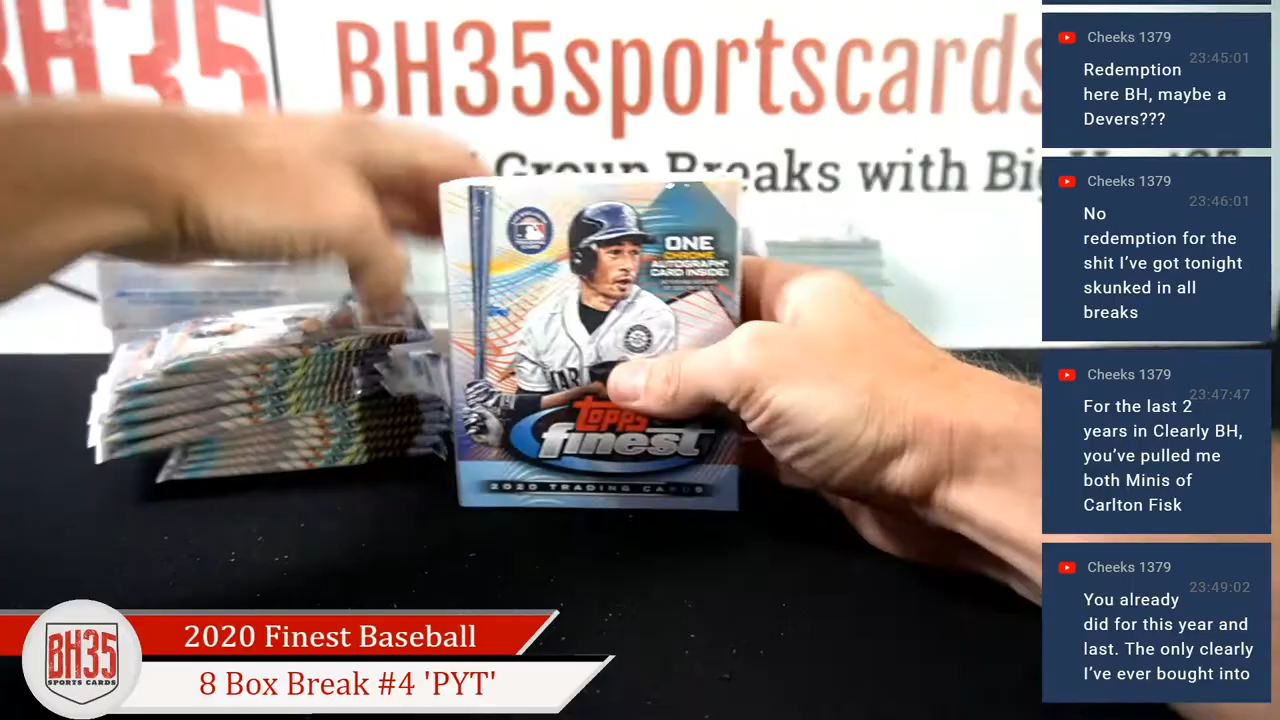 BH35
BH35sportscards
Group Breaks with Big
ONE
CHROME
AUTOGRAPH
CARD INSIDE!
TOPPS
finest
2020 TRADING CARDS
Cheeks 1379
23:45:01
Redemption
here BH, maybe a
Devers???
Cheeks 1379
23:46:01
No
redemption for the
shit I've got tonight
skunked in all
breaks
Cheeks 1379
23:47:47
For the last 2
years in Clearly BH,
you've pulled me
both Minis of
Carlton Fisk
Cheeks 1379
23:49:02
You already
did for this year and
last. The only clearly
I've ever bought into
BH35
SPORTS CARDS
2020 Finest Baseball
8 Box Break #4 'PYT'